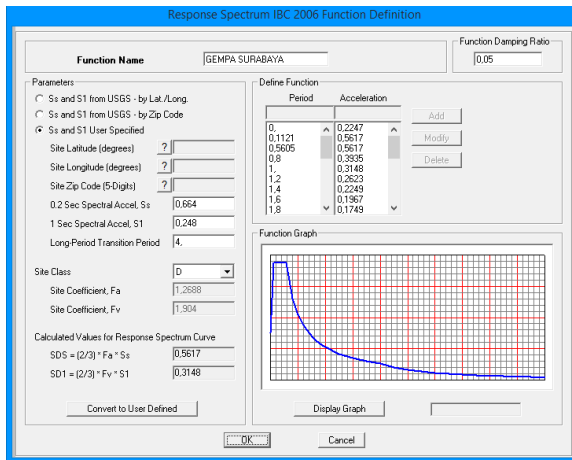 Response Spectrum IBC 2006 Function Definition
Function Name
GEMPA SURABAYA
Function Damping Ratio
0,05
Parameters
Ss and S1 from USGS - by Lat./Long.
Ss and S1 from USGS - by Zip Code
Ss and S1 User Specified
Site Latitude (degrees) ?
Site Longitude (degrees) ?
Site Zip Code (5-Digits) ?
0.2 Sec Spectral Accel, Ss 0,664
1 Sec Spectral Accel, S1 0,248
Long-Period Transition Period 4,
Site Class D
Site Coefficient, Fa 1,2688
Site Coefficient, Fv 1,904
Calculated Values for Response Spectrum Curve
SDS = (2/3) * Fa * Ss 0,5617
SD1 = (2/3) * Fv * S1 0,3148
Convert to User Defined
Define Function
Period Acceleration
0, 0,2247
0,1121 0,5617
0,5605 0,5617
0,8 0,3935
1, 0,3148
1,2 0,2623
1,4 0,2249
1,6 0,1967
1,8 0,1749
Add
Modify
Delete
Function Graph
Display Graph
OK
Cancel